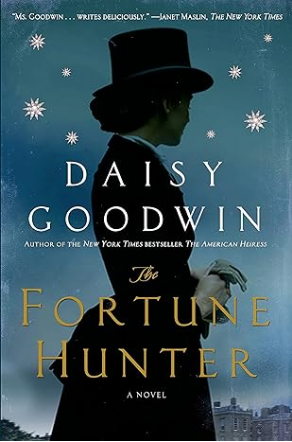 "MS. GOODWIN . . . WRITES DELICIOUSLY."—JANET MASLIN, THE NEW YORK TIMES
DAISY
GOODWIN
AUTHOR OF THE NEW YORK TIMES BESTSELLER THE AMERICAN HEIRESS
The
FORTUNE
HUNTER
A NOVEL